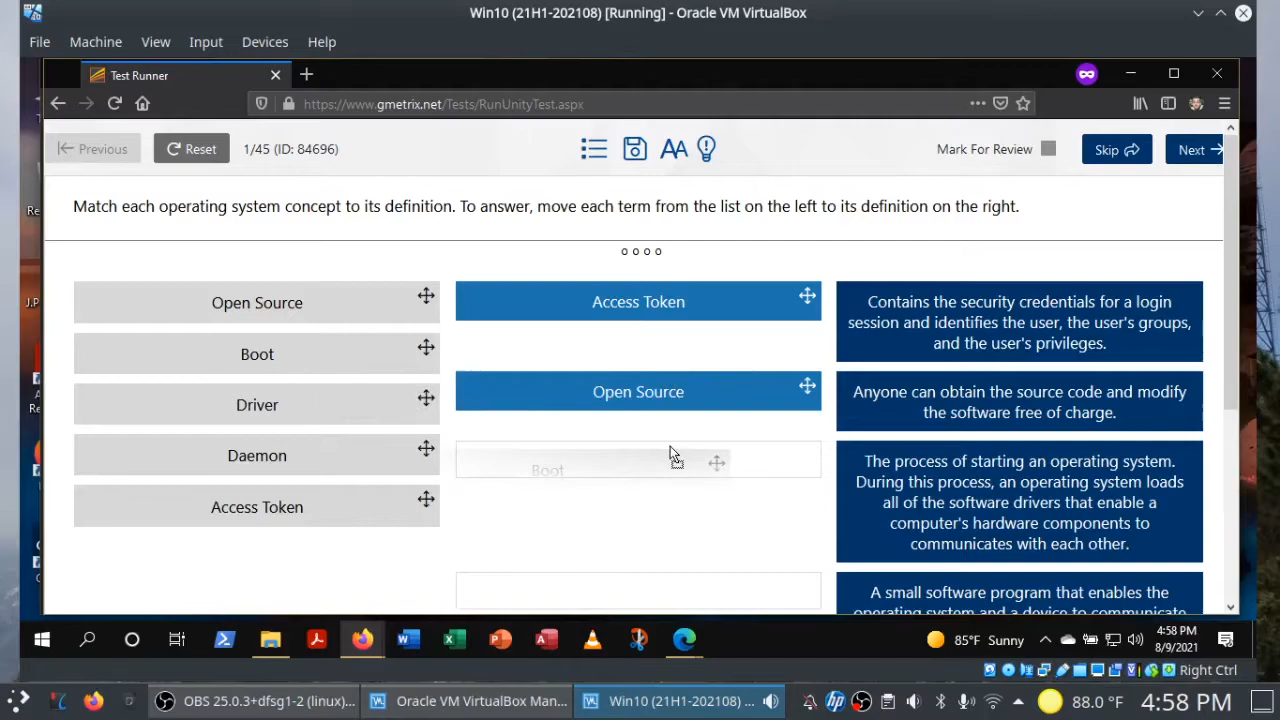 Win10 (21H1-202108) [Running] - Oracle VM VirtualBox
File Machine View Input Devices Help
Test Runner
https://www.gmetrix.net/Tests/RunUnityTest.aspx
Previous
Reset
1/45 (ID: 84696)
AA
Mark For Review
Skip
Next
Match each operating system concept to its definition. To answer, move each term from the list on the left to its definition on the right.
Open Source
Boot
Driver
Daemon
Access Token
Access Token
Open Source
Boot
Contains the security credentials for a login
session and identifies the user, the user's groups,
and the user's privileges.
Anyone can obtain the source code and modify
the software free of charge.
The process of starting an operating system.
During this process, an operating system loads
all of the software drivers that enable a
computer's hardware components to
communicates with each other.
A small software program that enables the
operating system and a device to communicate
Re
J.P
85°F Sunny
4:58 PM
8/9/2021
Right Ctrl
OBS 25.0.3+dfsg1-2 (linux)...
Oracle VM VirtualBox Man...
Win10 (21H1-202108) ...
88.0 °F
4:58 PM